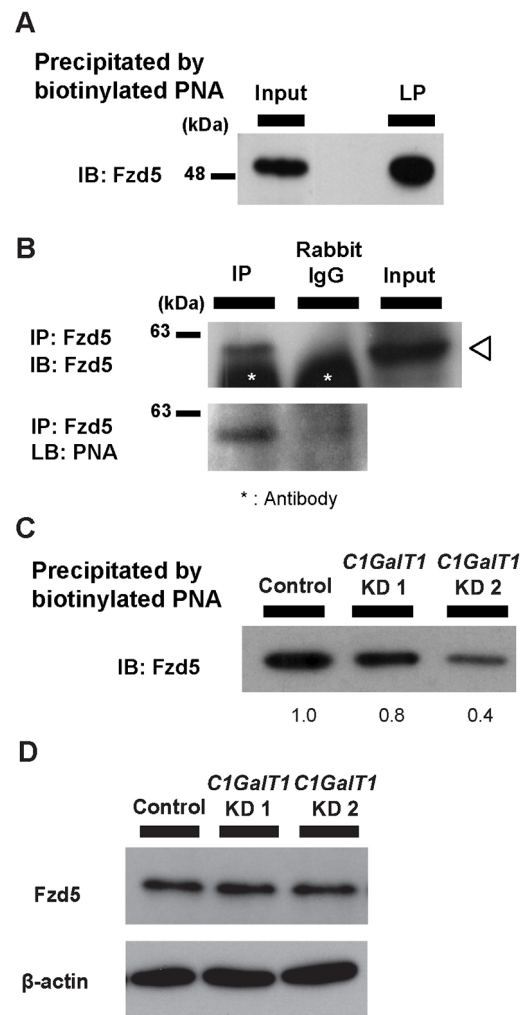 A
Precipitated by
biotinylated PNA
Input
LP
(kDa)
IB: Fzd5
48
B
IP
Rabbit
IgG
Input
(kDa)
IP: Fzd5
IB: Fzd5
63
*
*
IP: Fzd5
LB: PNA
63
* : Antibody
C
Precipitated by
biotinylated PNA
Control
C1GalT1
KD 1
C1GalT1
KD 2
IB: Fzd5
1.0
0.8
0.4
D
Control
C1GalT1
KD 1
C1GalT1
KD 2
Fzd5
β-actin